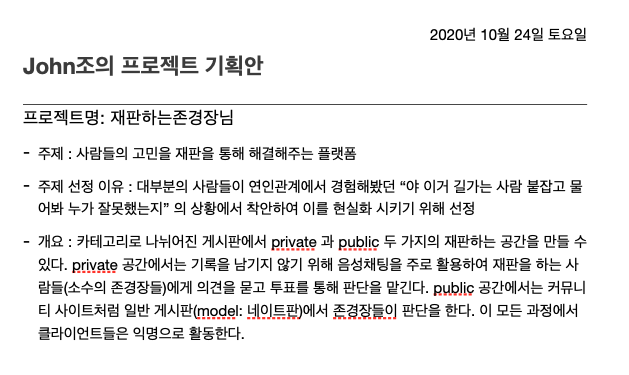 2020년 10월 24일 토요일
John조의 프로젝트 기획안
프로젝트명: 재판하는존경장님
- 주제 : 사람들의 고민을 재판을 통해 해결해주는 플랫폼
- 주제 선정 이유 : 대부분의 사람들이 연인관계에서 경험해봤던 “야 이거 길가는 사람 붙잡고 물
어봐 누가 잘못했는지” 의 상황에서 착안하여 이를 현실화 시키기 위해 선정
- 개요 : 카테고리로 나뉘어진 게시판에서 private 과 public 두 가지의 재판하는 공간을 만들 수
있다. private 공간에서는 기록을 남기지 않기 위해 음성채팅을 주로 활용하여 재판을 하는 사
람들(소수의 존경장들)에게 의견을 묻고 투표를 통해 판단을 맡긴다. public 공간에서는 커뮤니
티 사이트처럼 일반 게시판(model: 네이트판)에서 존경장들이 판단을 한다. 이 모든 과정에서
클라이언트들은 익명으로 활동한다.